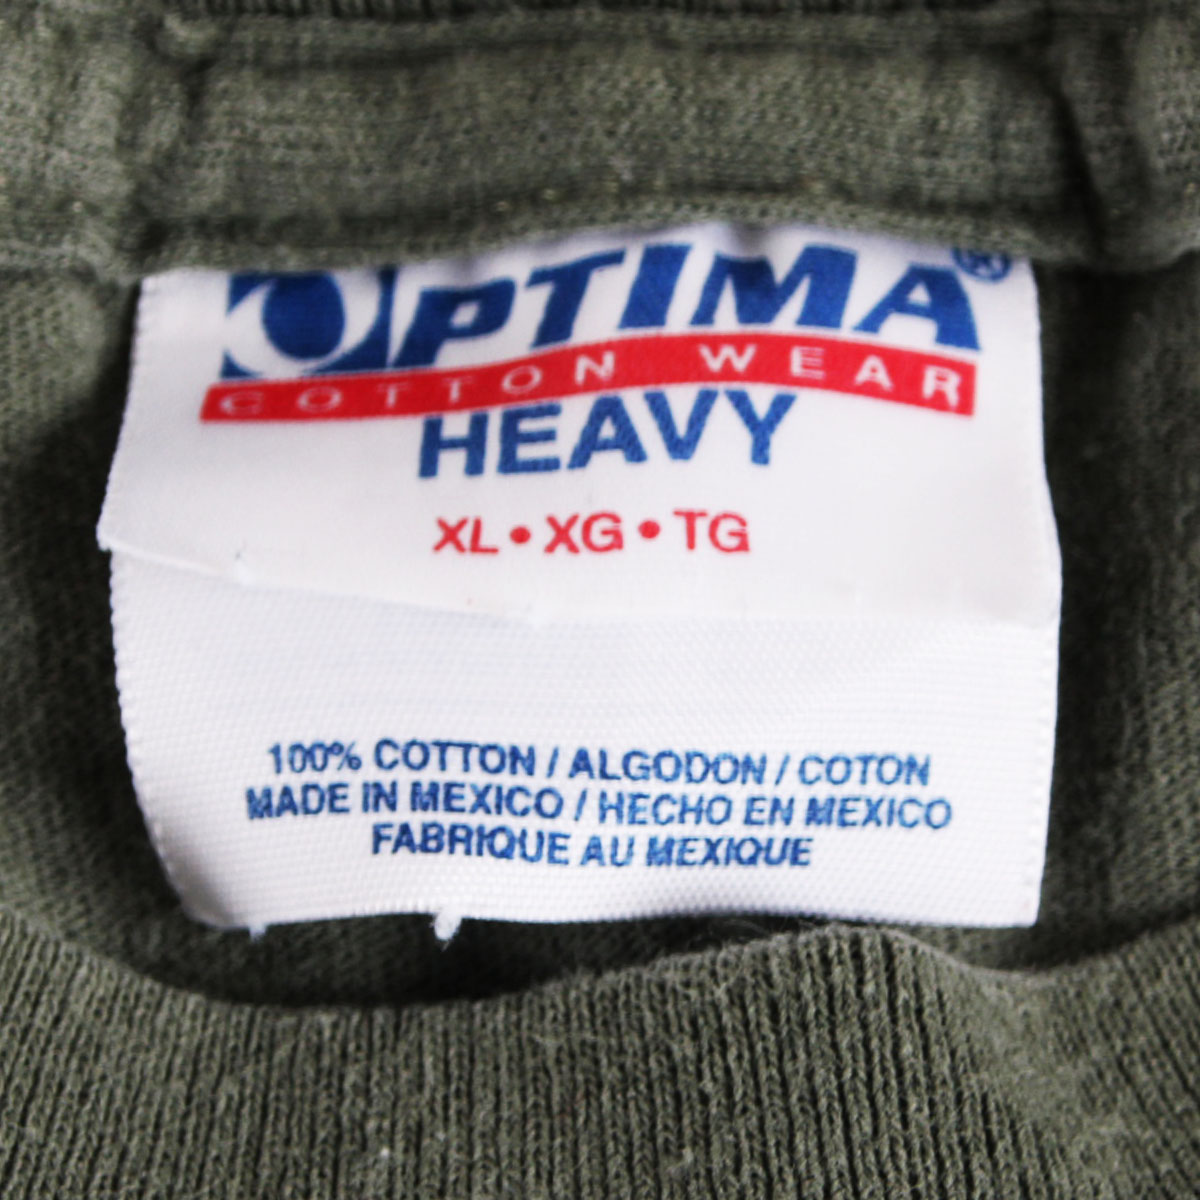 OPTIMA®
COTTON WEAR
HEAVY
XL • XG • TG
100% COTTON / ALGODON / COTON
MADE IN MEXICO / HECHO EN MEXICO
FABRIQUE AU MEXIQUE